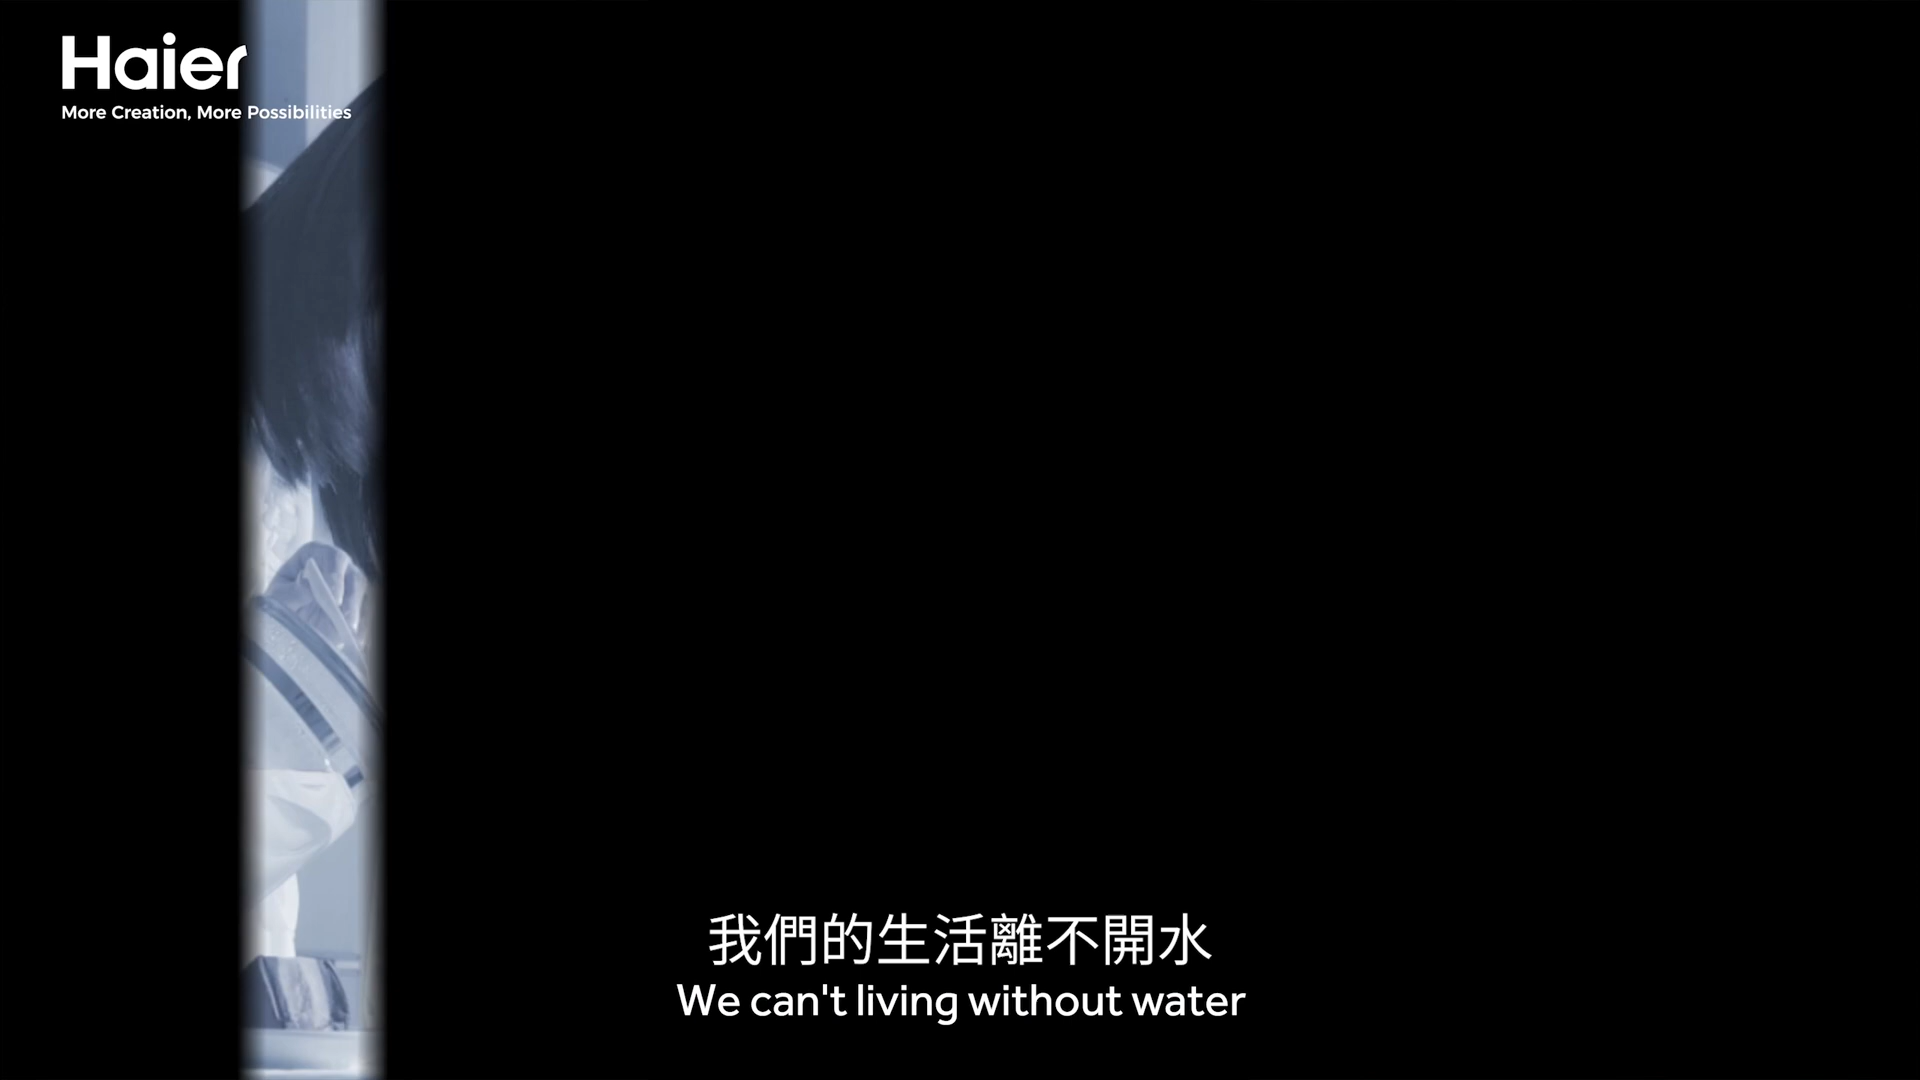 Haier
More Creation, More Possibilities
我們的生活離不開水
We can't living without water